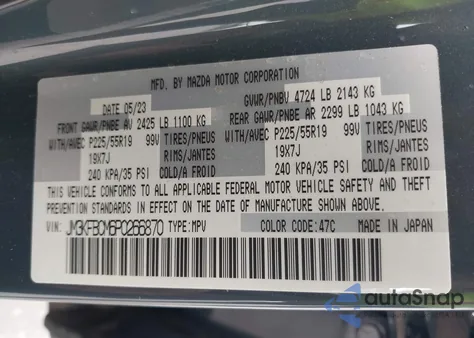 MFD. BY MAZDA MOTOR CORPORATION
DATE 05/23
GVWR/PNBV 4724 LB 2143 KG
FRONT GAWR/PNBE AV 2425 LB 1100 KG
REAR GAWR/PNBE AR 2299 LB 1043 KG
WITH/AVEC P225/55R19 99V TIRES/PNEUS
WITH/AVEC P225/55R19 99V TIRES/PNEUS
19X7J RIMS/JANTES
19X7J RIMS/JANTES
240 KPA/35 PSI COLD/A FROID
240 KPA/35 PSI COLD/A FROID
THIS VEHICLE CONFORMS TO ALL APPLICABLE FEDERAL MOTOR VEHICLE SAFETY AND THEFT
PREVENTION STANDARDS IN EFFECT ON THE DATE OF MANUFACTURE SHOWN ABOVE.
VIN: JM3KFBCM6P0266870 TYPE: MPV COLOR CODE: 47C MADE IN JAPAN
autoSnap